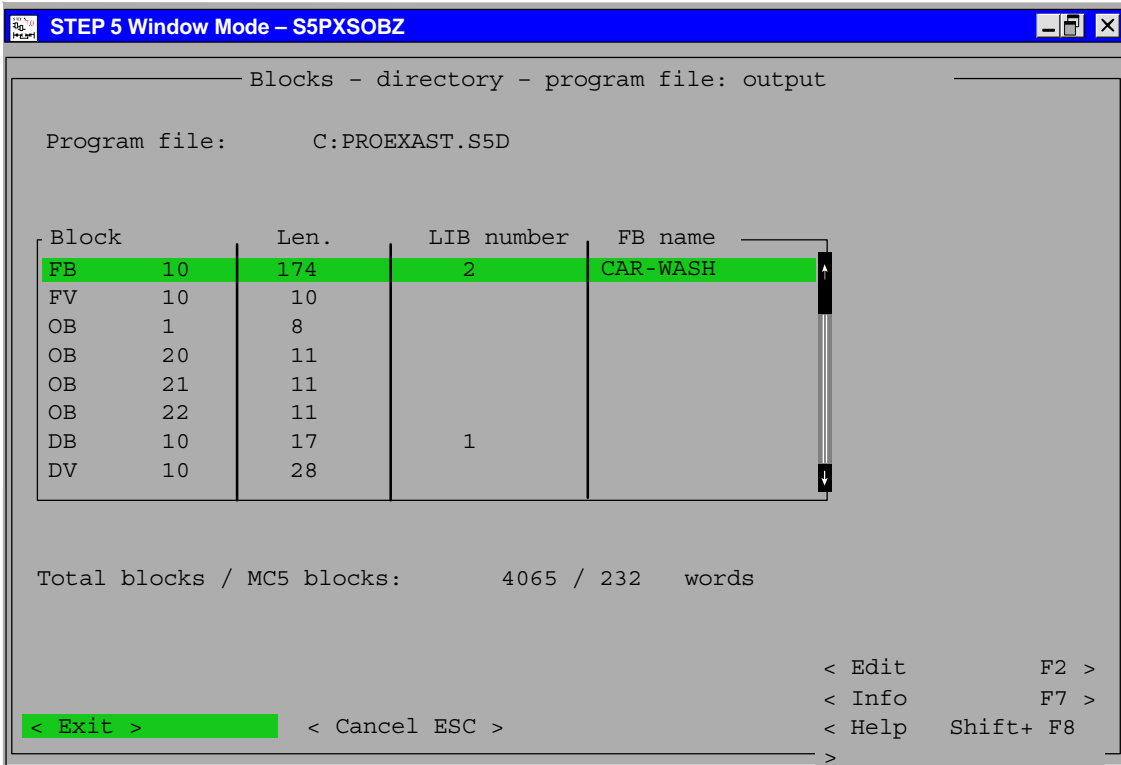 STEP 5 Window Mode – S5PXSOBZ
Blocks – directory – program file: output
Program file: C:PROEXAST.S5D
Block Len. LIB number FB name
FB 10 174 2 CAR-WASH
FV 10 10
OB 1 8
OB 20 11
OB 21 11
OB 22 11
DB 10 17 1
DV 10 28
Total blocks / MC5 blocks: 4065 / 232 words
< Edit F2 >
< Info F7 >
< Exit > < Cancel ESC > < Help Shift+ F8
>